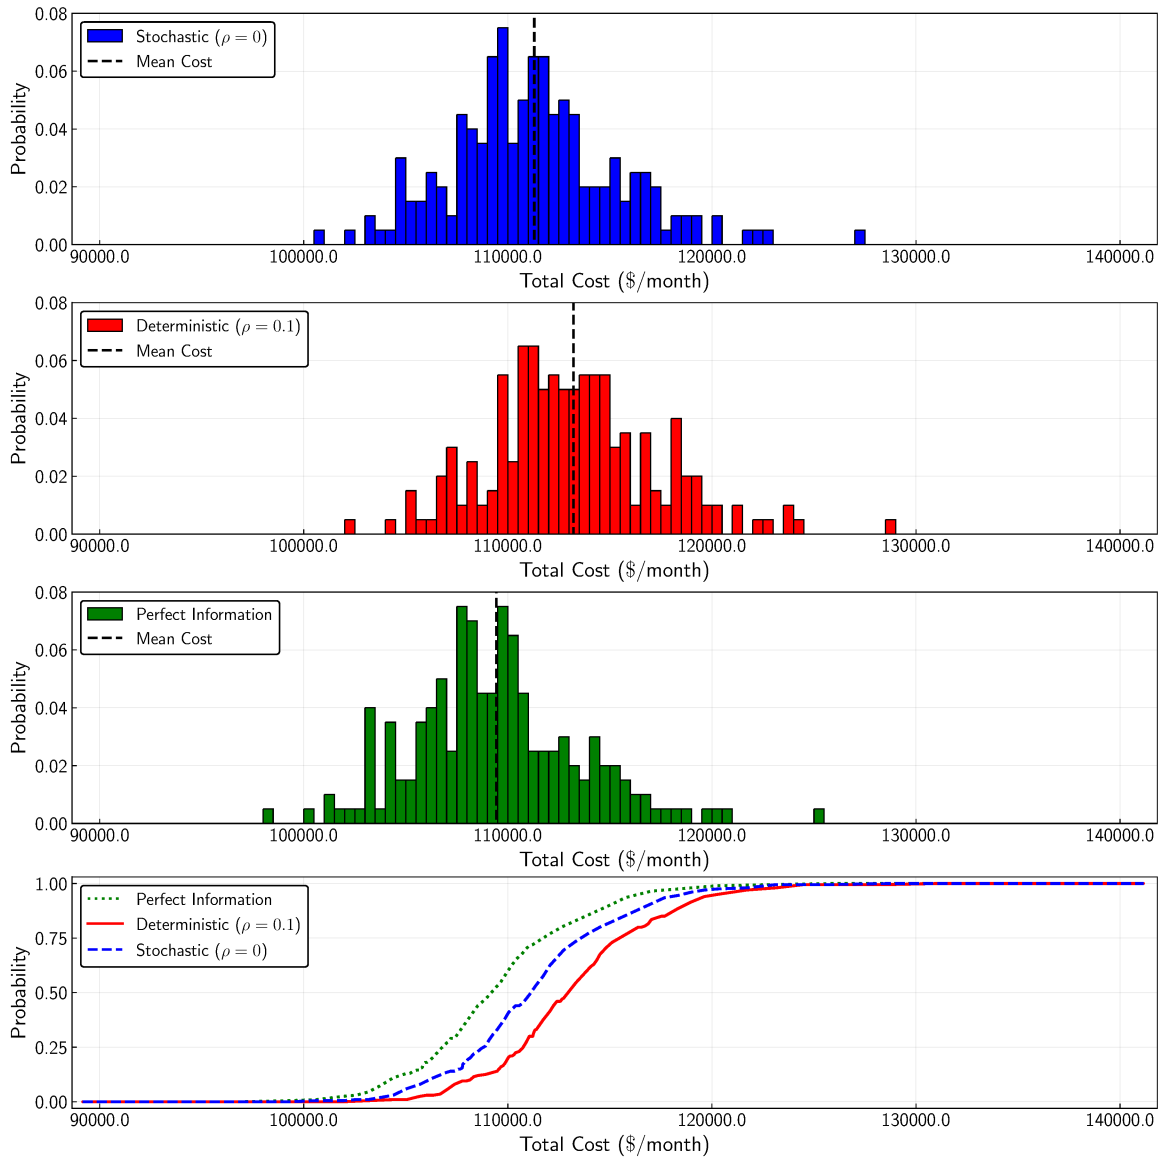 0.08
0.06
0.04
0.02
0.00
Probability
Stochastic (ρ = 0)
Mean Cost
90000.0 100000.0 110000.0 120000.0 130000.0 140000.0
Total Cost ($/month)
0.08
0.06
0.04
0.02
0.00
Probability
Deterministic (ρ = 0.1)
Mean Cost
90000.0 100000.0 110000.0 120000.0 130000.0 140000.0
Total Cost ($/month)
0.08
0.06
0.04
0.02
0.00
Probability
Perfect Information
Mean Cost
90000.0 100000.0 110000.0 120000.0 130000.0 140000.0
Total Cost ($/month)
1.00
0.75
0.50
0.25
0.00
Probability
Perfect Information
Deterministic (ρ = 0.1)
Stochastic (ρ = 0)
90000.0 100000.0 110000.0 120000.0 130000.0 140000.0
Total Cost ($/month)